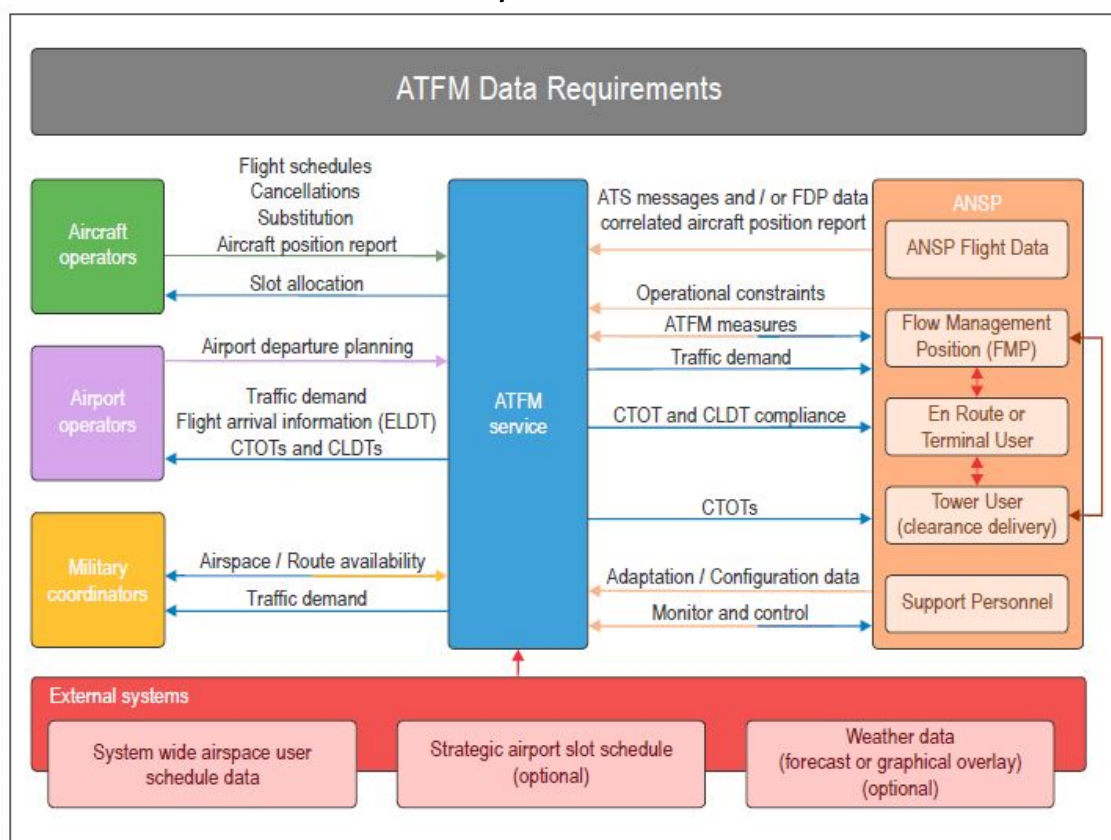 ATFM Data Requirements
Aircraft
operators
Flight schedules
Cancellations
Substitution
Aircraft position report
Slot allocation
Airport
operators
Airport departure planning
Traffic demand
Flight arrival information (ELDT)
CTOTs and CLDTs
Military
coordinators
Airspace / Route availability
Traffic demand
ATFM
service
ATS messages and / or FDP data
correlated aircraft position report
Operational constraints
ATFM measures
Traffic demand
CTOT and CLDT compliance
CTOTs
Adaptation / Configuration data
Monitor and control
ANSP
ANSP Flight Data
Flow Management
Position (FMP)
En Route or
Terminal User
Tower User
(clearance delivery)
Support Personnel
External systems
System wide airspace user
schedule data
Strategic airport slot schedule
(optional)
Weather data
(forecast or graphical overlay)
(optional)